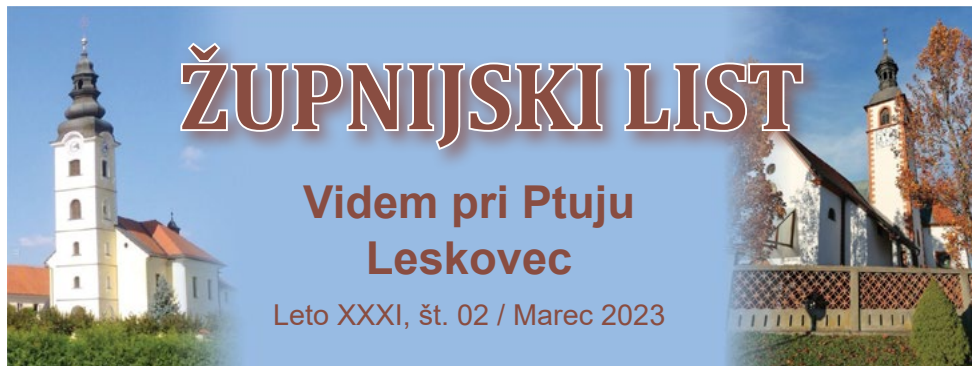 ŽUPNIJSKI LIST
Videm pri Ptuju
Leskovec
Leto XXXI, št. 02 / Marec 2023